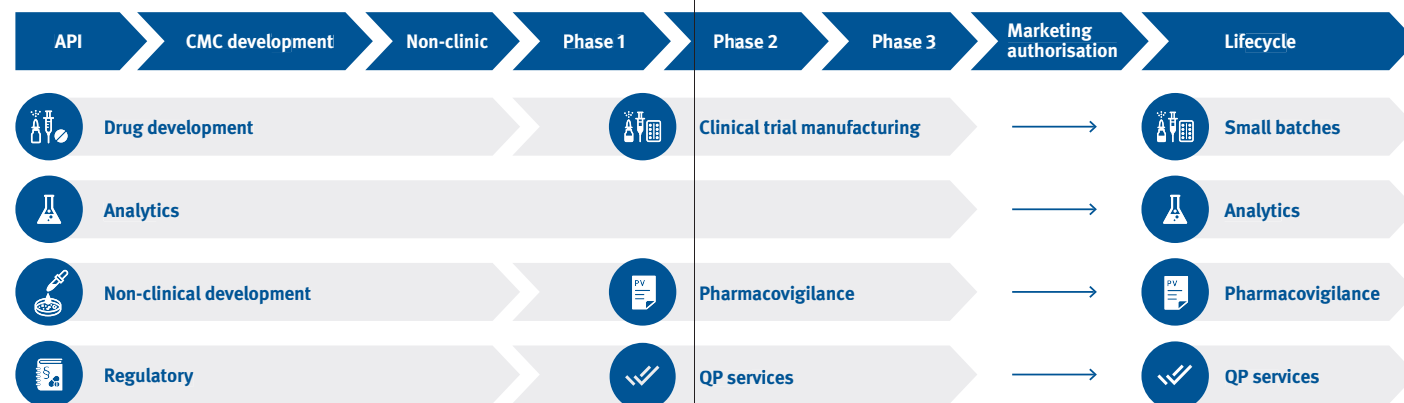 API
CMC development
Non-clinic
Phase 1
Phase 2
Phase 3
Marketing
authorisation
Lifecycle
Drug development
Clinical trial manufacturing
Small batches
Analytics
Analytics
Non-clinical development
PV
Pharmacovigilance
PV
Pharmacovigilance
§
Regulatory
QP services
QP services